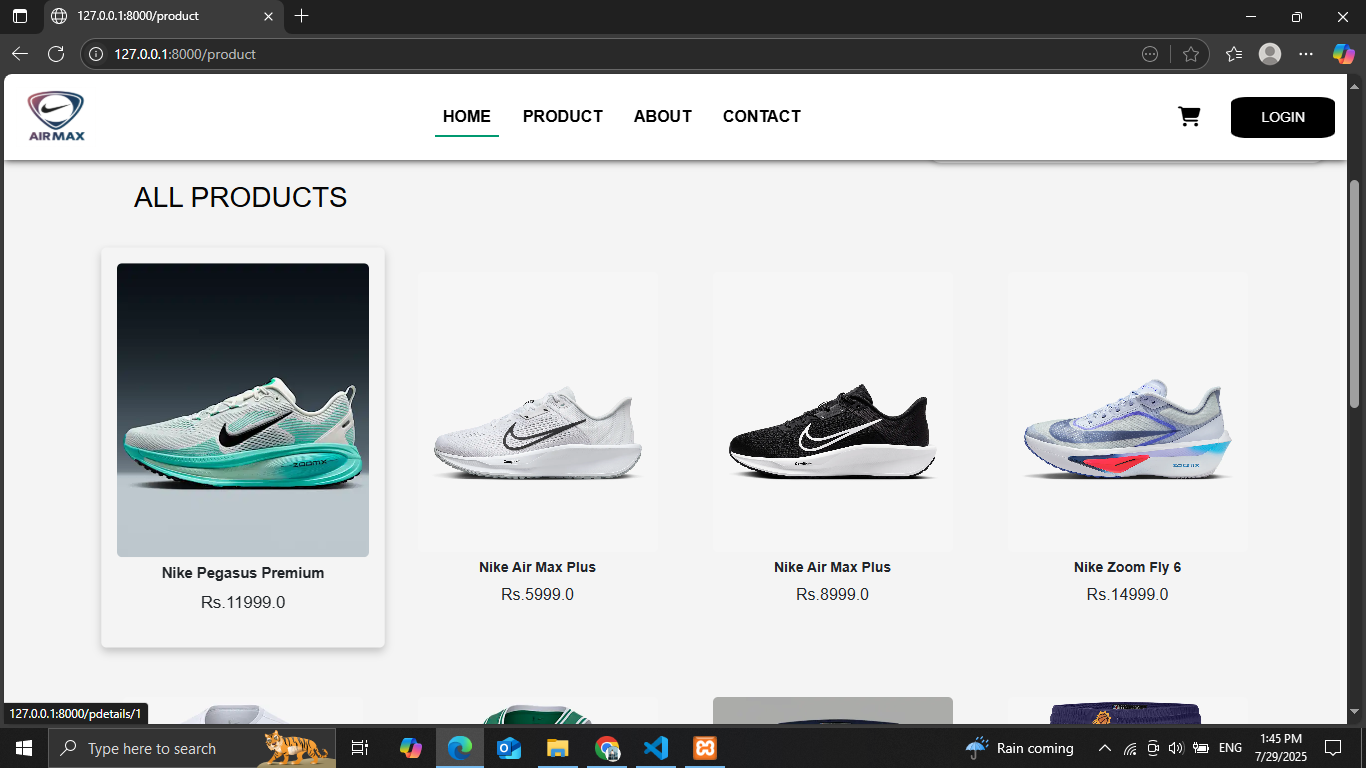 127.0.0.1:8000/product
127.0.0.1:8000/product
AIRMAX
HOME
PRODUCT
ABOUT
CONTACT
LOGIN
ALL PRODUCTS
ZOOMX
Nike Pegasus Premium
Rs.11999.0
Nike Air Max Plus
Rs.5999.0
Nike Air Max Plus
Rs.8999.0
Nike Zoom Fly 6
Rs.14999.0
127.0.0.1:8000/pdetails/1
Type here to search
Rain coming
ENG
1:45 PM
7/29/2025